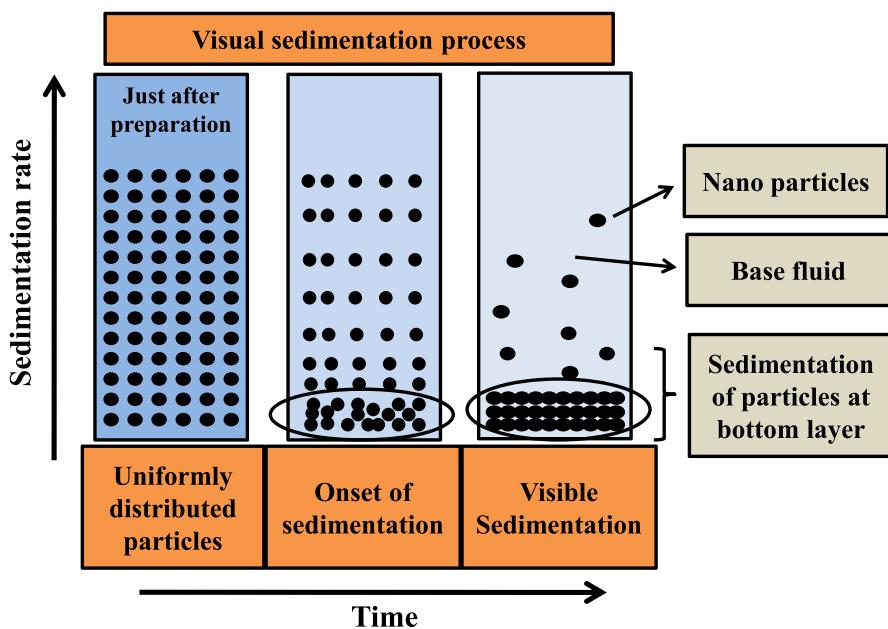 Visual sedimentation process
Sedimentation rate
Just after
preparation
Nano particles
Base fluid
Sedimentation
of particles at
bottom layer
Uniformly
distributed
particles
Onset of
sedimentation
Visible
Sedimentation
Time